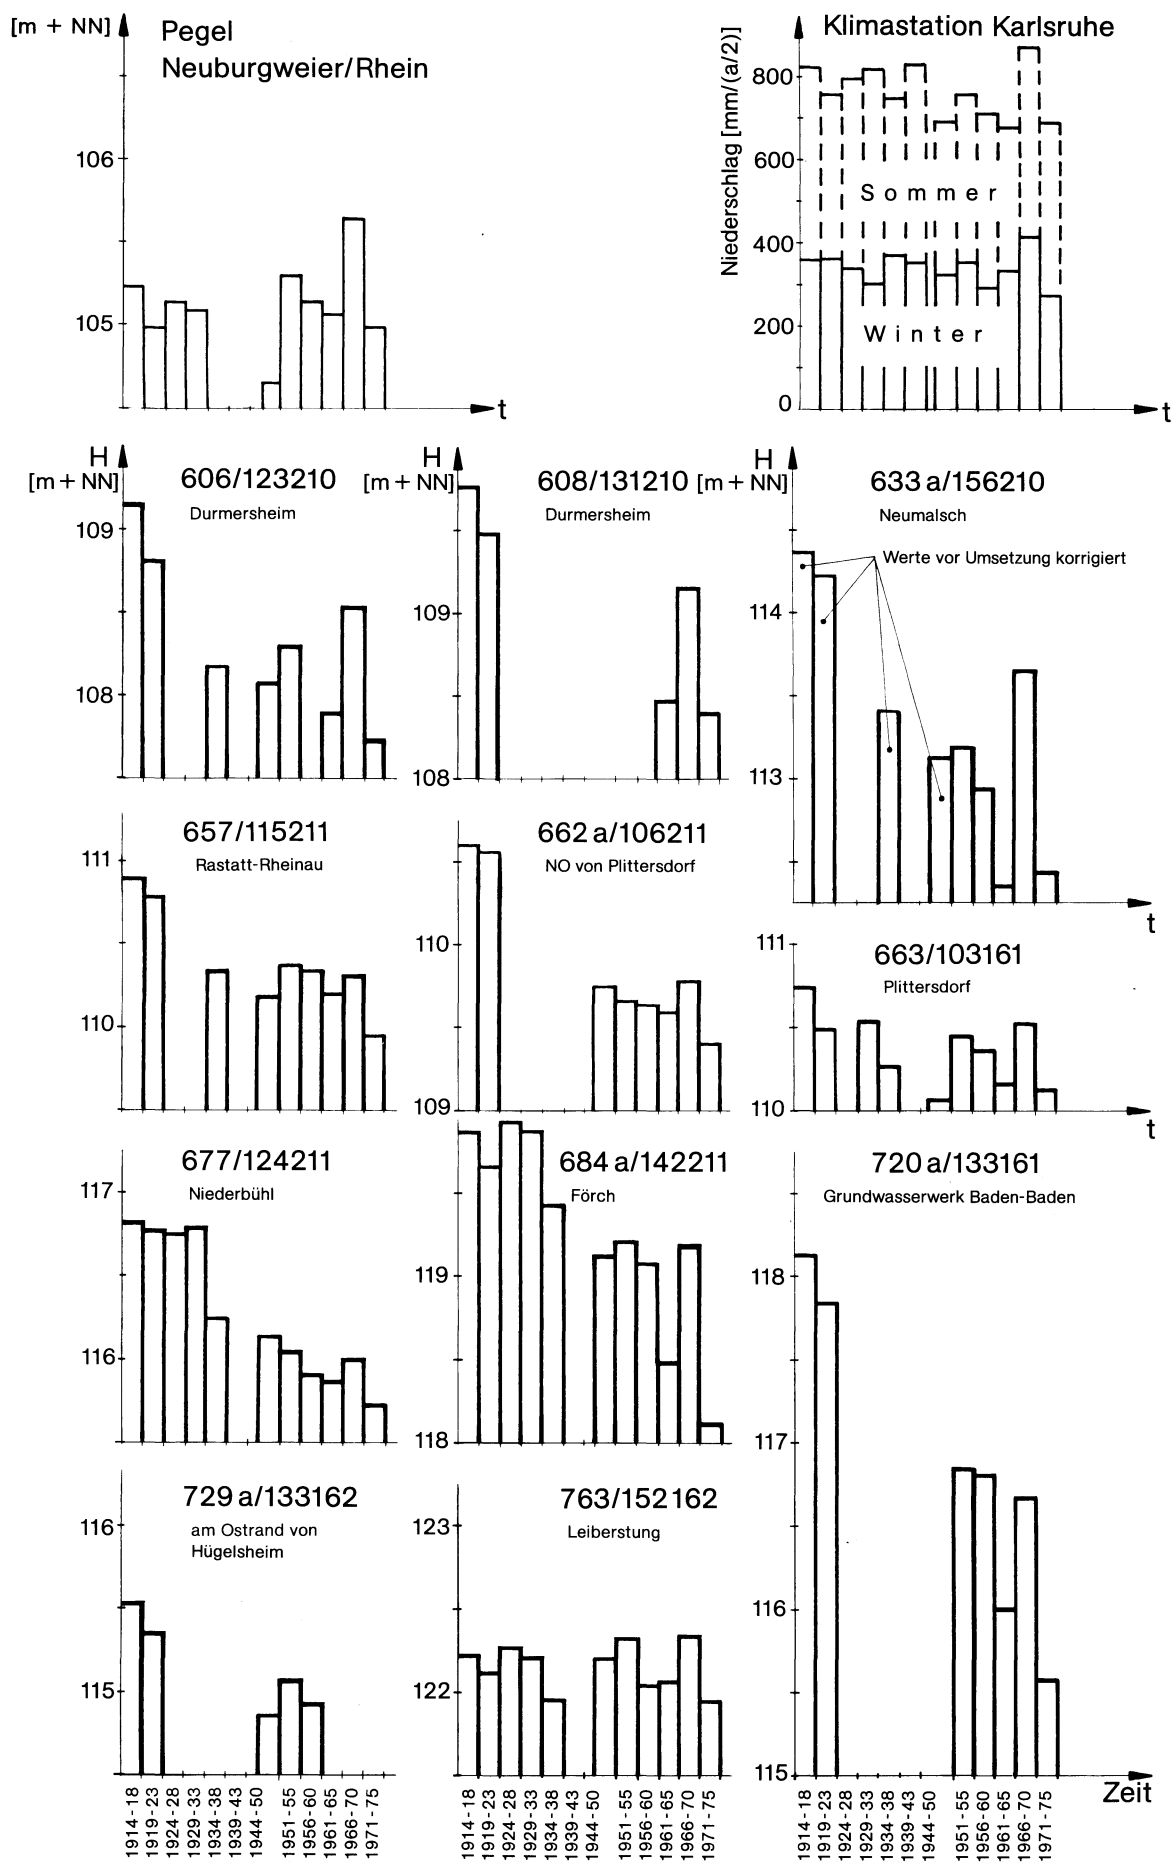 [m + NN]
Pegel
Neuburgweier/Rhein
106
105
t
Klimastation Karlsruhe
Niederschlag [mm/(a/2)]
800
600
400
200
0
Sommer
Winter
t
H
[m + NN]
606/123210
Durmersheim
109
108
H
[m + NN]
608/131210
Durmersheim
109
108
H
[m + NN]
633 a/156210
Neumalsch
Werte vor Umsetzung korrigiert
114
113
t
657/115211
Rastatt-Rheinau
111
110
662 a/106211
NO von Plittersdorf
110
109
663/103161
Plittersdorf
111
110
t
677/124211
Niederbühl
117
116
684 a/142211
Förch
119
118
720 a/133161
Grundwasserwerk Baden-Baden
118
117
116
115
Zeit
729 a/133162
am Ostrand von
Hügelsheim
116
115
763/152162
Leiberstung
123
122
1914 - 18
1919 - 23
1924 - 28
1929 - 33
1934 - 38
1939 - 43
1944 - 50
1951 - 55
1956 - 60
1961 - 65
1966 - 70
1971 - 75
1914 - 18
1919 - 23
1924 - 28
1929 - 33
1934 - 38
1939 - 43
1944 - 50
1951 - 55
1956 - 60
1961 - 65
1966 - 70
1971 - 75
1914 - 18
1919 - 23
1924 - 28
1929 - 33
1934 - 38
1939 - 43
1944 - 50
1951 - 55
1956 - 60
1961 - 65
1966 - 70
1971 - 75